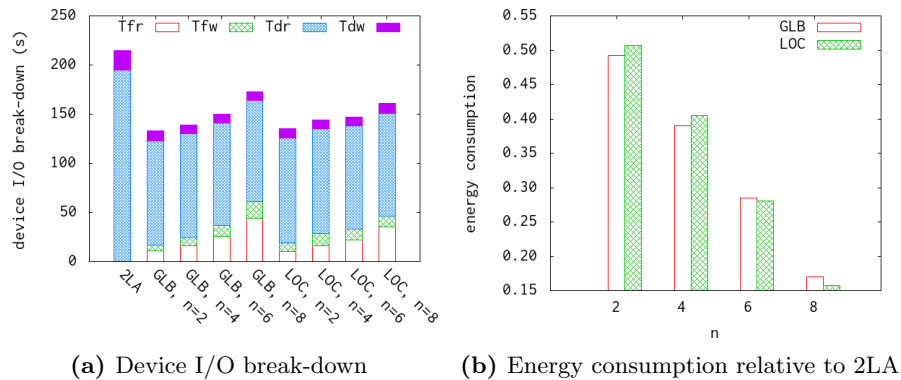 Tfr Tfw Tdr Tdw
device I/O break-down (s)
250
200
150
100
50
0
2LA
GLB, n=2
GLB, n=4
GLB, n=6
GLB, n=8
LOC, n=2
LOC, n=4
LOC, n=6
LOC, n=8
(a) Device I/O break-down
GLB
LOC
energy consumption
0.55
0.50
0.45
0.40
0.35
0.30
0.25
0.20
0.15
2 4 6 8
n
(b) Energy consumption relative to 2LA